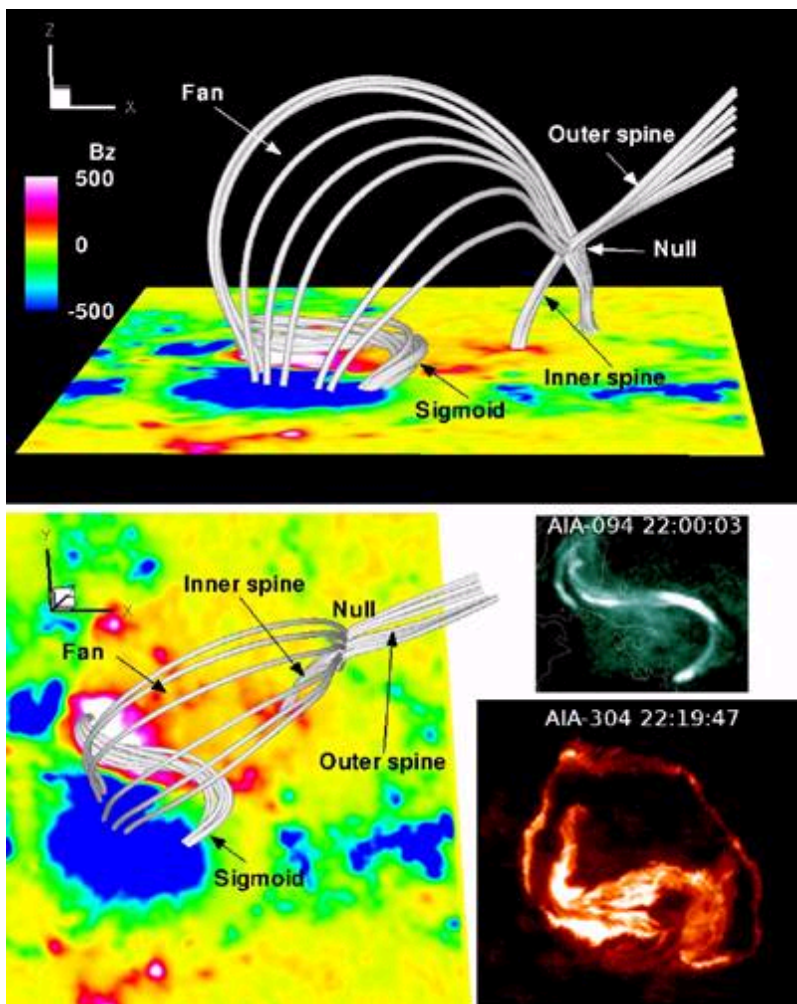 Z
X
Bz
500
0
-500
Fan
Outer spine
Null
Inner spine
Sigmoid
Y
X
Inner spine
Null
Fan
Outer spine
Sigmoid
AIA-094 22:00:03
AIA-304 22:19:47